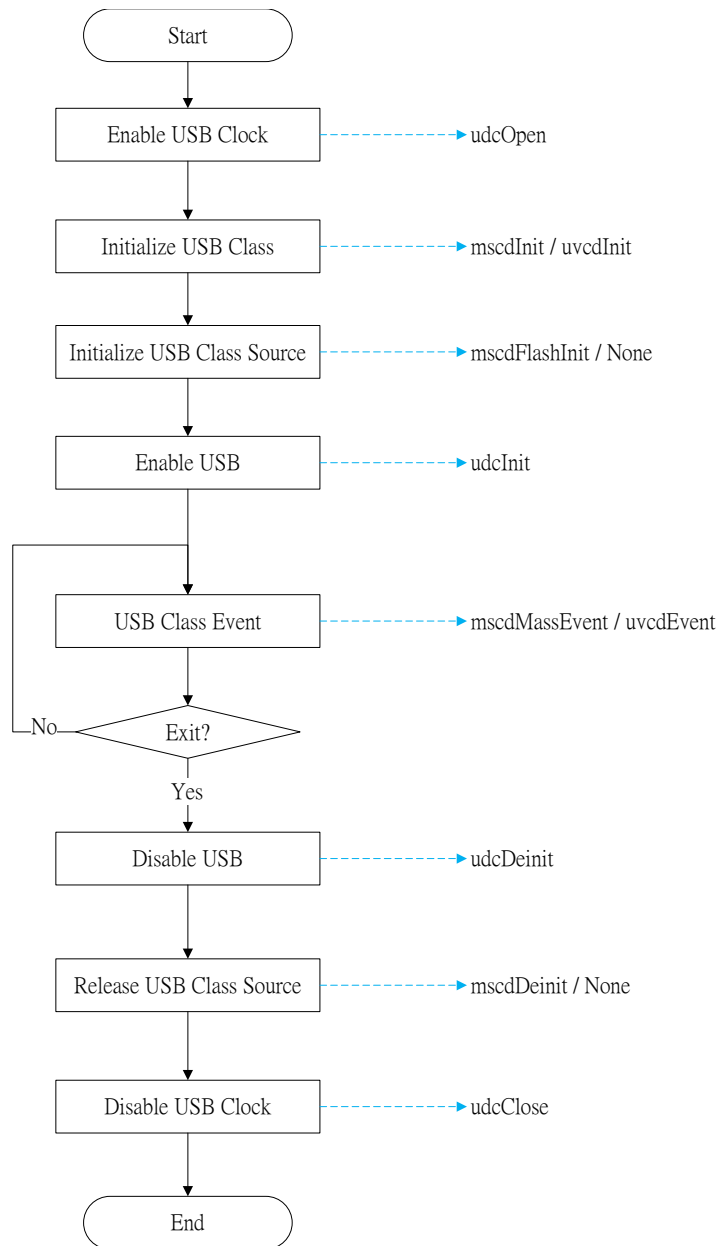 Start
Enable USB Clock
udcOpen
Initialize USB Class
mscdInit / uvcdInit
Initialize USB Class Source
mscdFlashInit / None
Enable USB
udcInit
USB Class Event
mscdMassEvent / uvcdEvent
No
Exit?
Yes
Disable USB
udcDeinit
Release USB Class Source
mscdDeinit / None
Disable USB Clock
udcClose
End